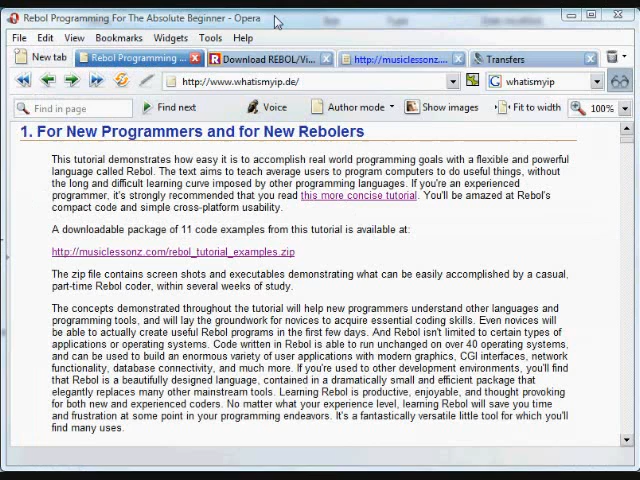 Rebol Programming For The Absolute Beginner - Opera
File Edit View Bookmarks Widgets Tools Help
New tab Rebol Programming ... Download REBOL/Vi... http://musiclessonz.... Transfers
http://www.whatismyip.de/ whatismyip
Find in page Find next Voice Author mode Show images Fit to width 100%
1. For New Programmers and for New Rebolers
This tutorial demonstrates how easy it is to accomplish real world programming goals with a flexible and powerful
language called Rebol. The text aims to teach average users to program computers to do useful things, without
the long and difficult learning curve imposed by other programming languages. If you're an experienced
programmer, it's strongly recommended that you read this more concise tutorial. You'll be amazed at Rebol's
compact code and simple cross-platform usability.
A downloadable package of 11 code examples from this tutorial is available at:
http://musiclessonz.com/rebol_tutorial_examples.zip
The zip file contains screen shots and executables demonstrating what can be easily accomplished by a casual,
part-time Rebol coder, within several weeks of study.
The concepts demonstrated throughout the tutorial will help new programmers understand other languages and
programming tools, and will lay the groundwork for novices to acquire essential coding skills. Even novices will
be able to actually create useful Rebol programs in the first few days. And Rebol isn't limited to certain types of
applications or operating systems. Code written in Rebol is able to run unchanged on over 40 operating systems,
and can be used to build an enormous variety of user applications with modern graphics, CGI interfaces, network
functionality, database connectivity, and much more. If you're used to other development environments, you'll find
that Rebol is a beautifully designed language, contained in a dramatically small and efficient package that
elegantly replaces many other mainstream tools. Learning Rebol is productive, enjoyable, and thought provoking
for both new and experienced coders. No matter what your experience level, learning Rebol will save you time
and frustration at some point in your programming endeavors. It's a fantastically versatile little tool for which you'll
find many uses.